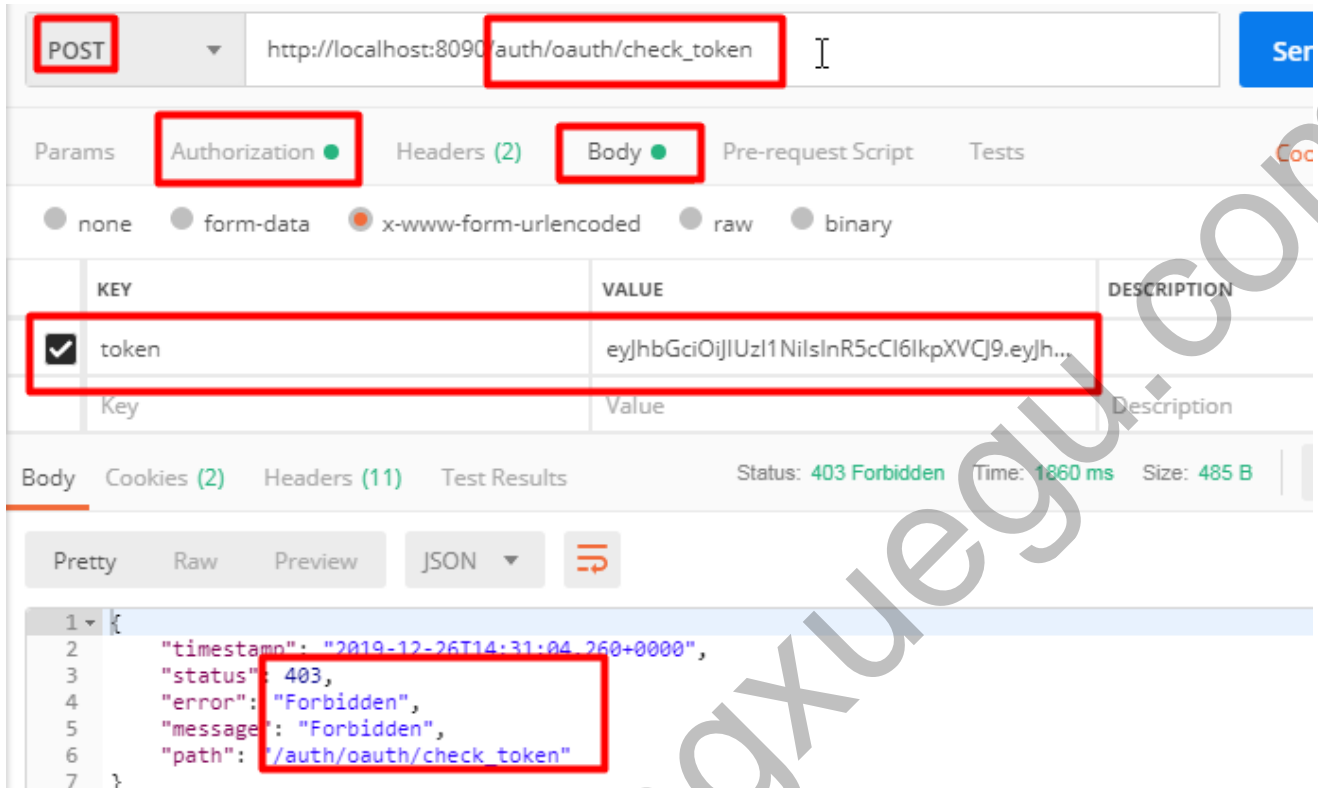 POST http://localhost:8090/auth/oauth/check_token Ser
Params Authorization Headers (2) Body Pre-request Script Tests Coo
none form-data x-www-form-urlencoded raw binary
KEY VALUE DESCRIPTION
token eyJhbGciOiJIUzI1NiIsInR5cCI6IkpXVCJ9.eyJh...
Key Value Description
Body Cookies (2) Headers (11) Test Results Status: 403 Forbidden Time: 1860 ms Size: 485 B
Pretty Raw Preview JSON
1 {
2 "timestamp": "2019-12-26T14:31:04.260+0000",
3 "status": 403,
4 "error": "Forbidden",
5 "message": "Forbidden",
6 "path": "/auth/oauth/check_token"
7 }
gxuegu.com